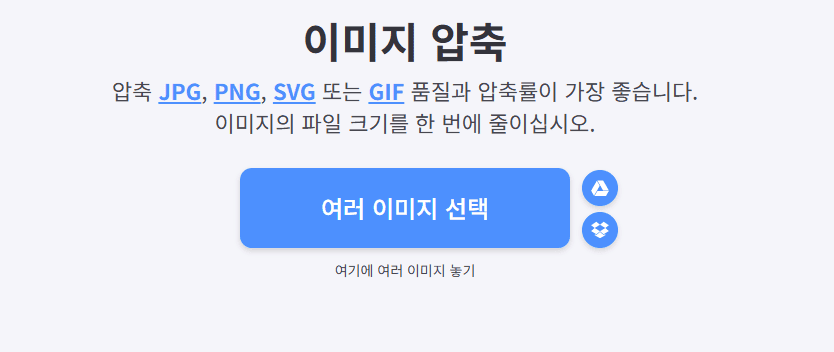 이미지 압축
압축 JPG, PNG, SVG 또는 GIF 품질과 압축률이 가장 좋습니다.
이미지의 파일 크기를 한 번에 줄이십시오.
여러 이미지 선택
여기에 여러 이미지 놓기